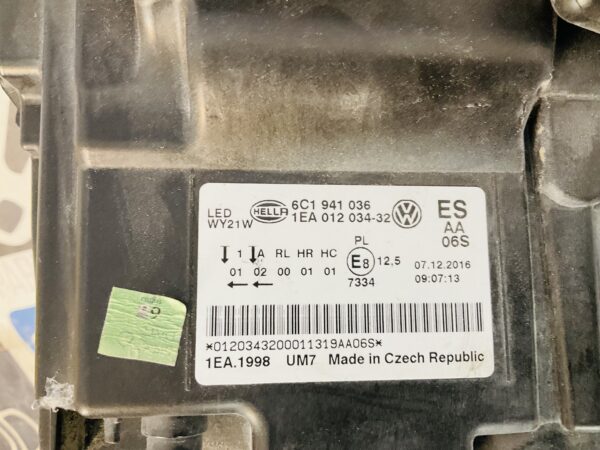 LED
WY21W
HELLA
6C1 941 036
1EA 012 034-32
ES
AA
06S
1 A RL HR HC
01 02 00 01 01
PL
E8 12,5
7334
07.12.2016
09:07:13
*0120343200011319AA06S*
1EA.1998 UM7 Made in Czech Republic